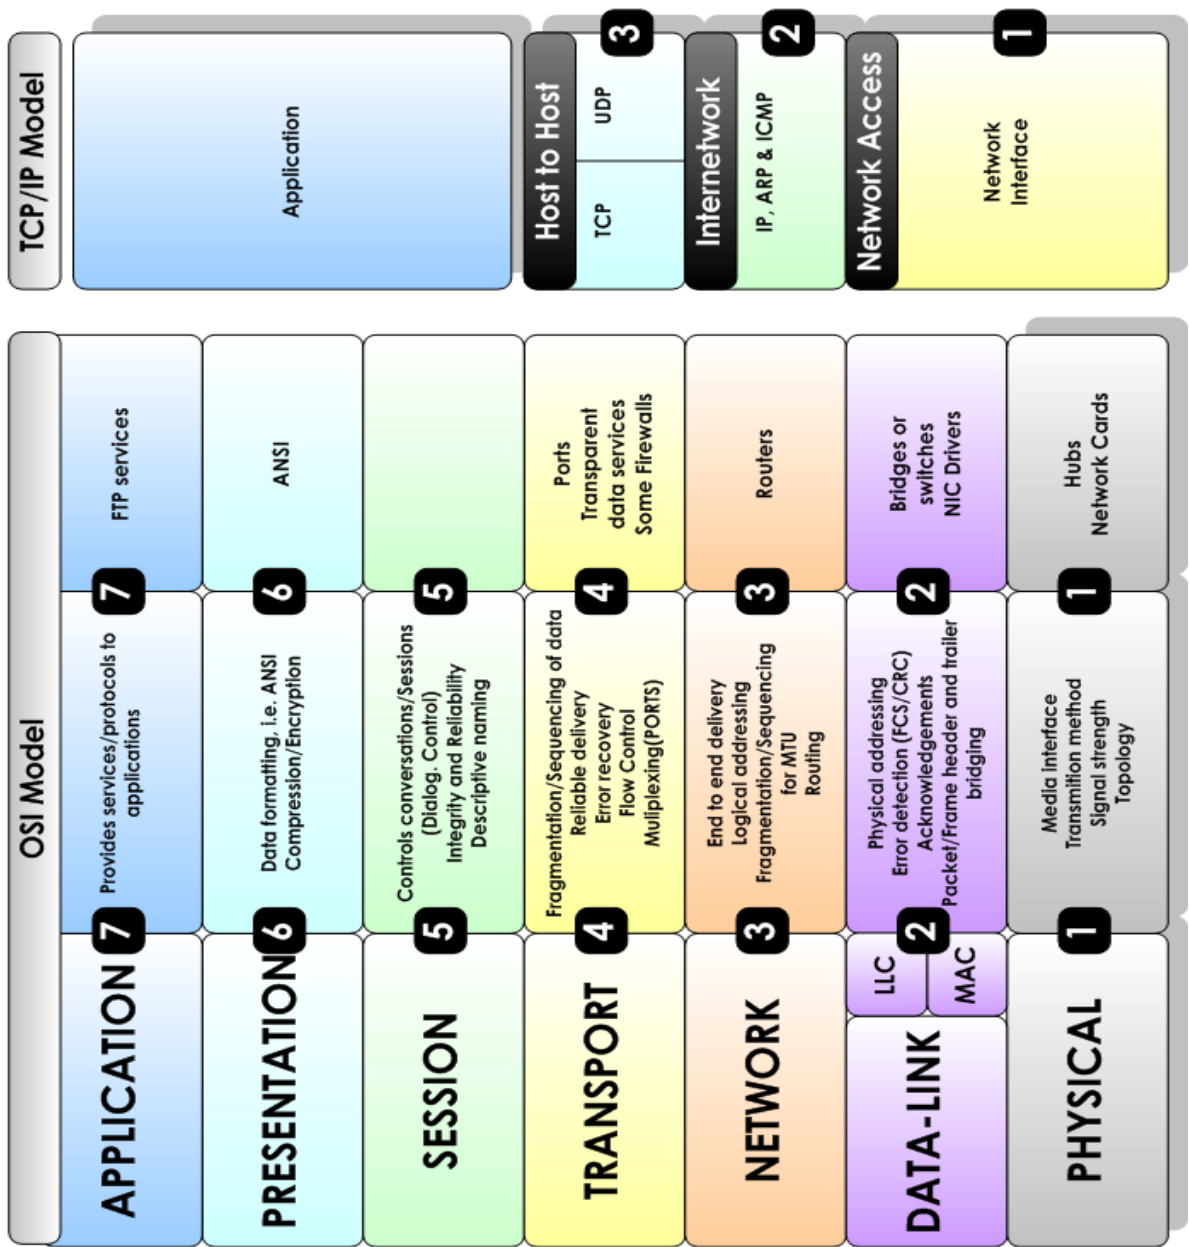 OSI Model
TCP/IP Model
APPLICATION
7
Provides services/protocols to
applications
7
FTP services
PRESENTATION
6
Data formatting, i.e. ANSI
Compression/Encryption
6
ANSI
SESSION
5
Controls conversations/Sessions
(Dialog. Control)
Integrity and Reliability
Descriptive naming
5
TRANSPORT
4
Fragmentation/Sequencing of data
Reliable delivery
Error recovery
Flow Control
Muliplexing(PORTS)
4
Ports
Transparent
data services
Some Firewalls
NETWORK
3
End to end delivery
Logical addressing
Fragmentation/Sequencing
for MTU
Routing
3
Routers
DATA-LINK
LLC
MAC
2
Physical addressing
Error detection (FCS/CRC)
Acknowledgements
Packet/Frame header and trailer
bridging
2
Bridges or
switches
NIC Drivers
PHYSICAL
1
Media interface
Transmition method
Signal strength
Topology
1
Hubs
Network Cards
Application
Host to Host
3
TCP
UDP
Internetwork
2
IP, ARP & ICMP
Network Access
1
Network
Interface